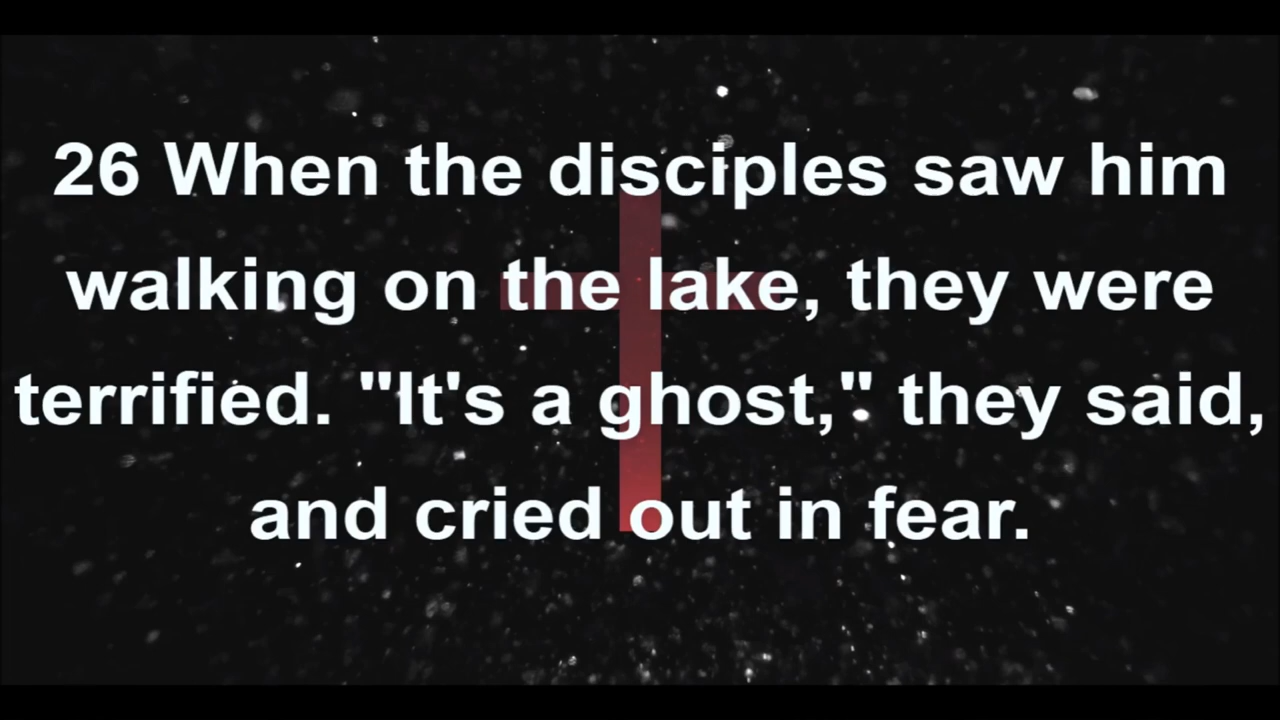 26 When the disciples saw him
walking on the lake, they were
terrified. "It's a ghost," they said,
and cried out in fear.